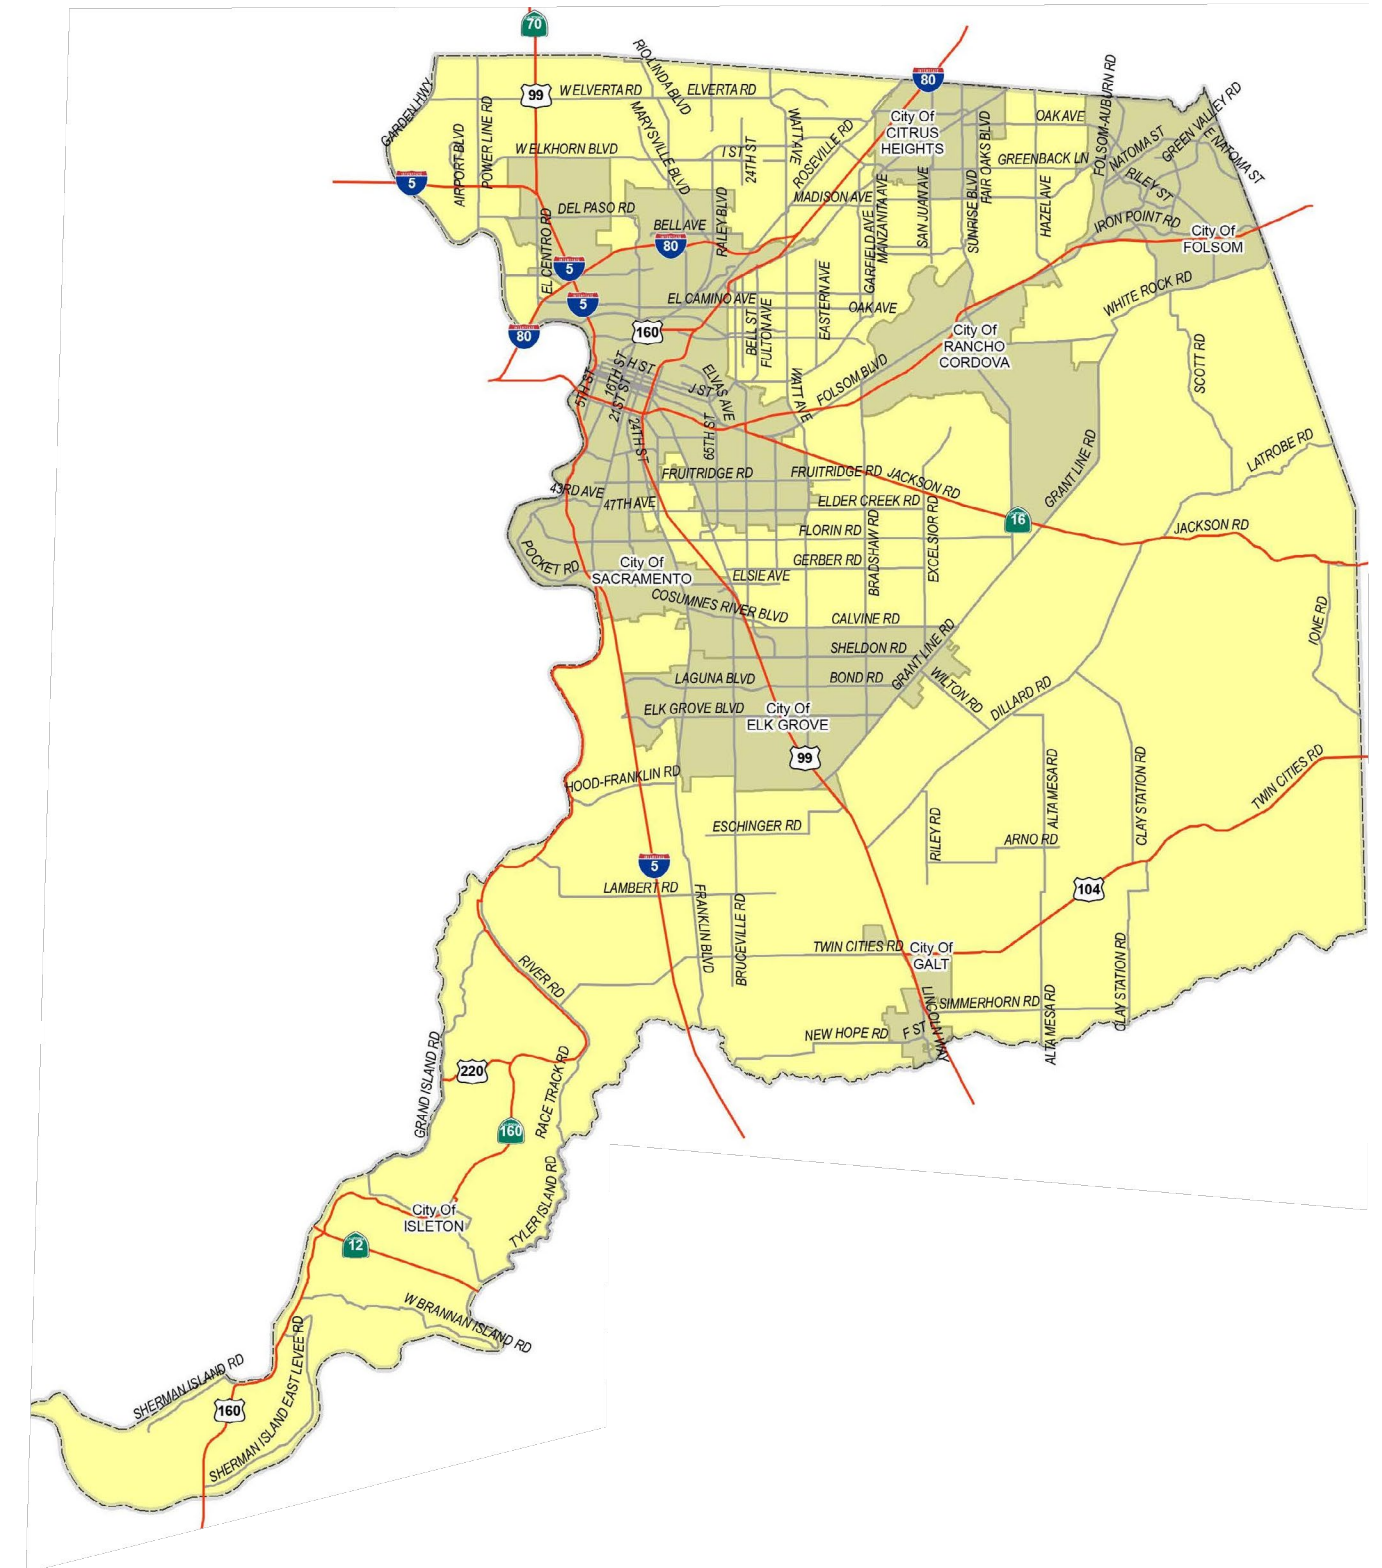 70
RIO LINDA BLVD
80
FOLSOM-AUBURN RD
GARDEN HWY
99
W ELVERTA RD
ELVERTA RD
GREEN VALLEY RD
POWER LINE RD
MARYSVILLE BLVD
WATT AVE
City Of
CITRUS
HEIGHTS
FAIR OAKS BLVD
OAK AVE
NATOMA ST
E NATOMA ST
AIRPORT BLVD
W ELKHORN BLVD
I ST
24TH ST
ROSEVILLE RD
GREENBACK LN
5
RILEY ST
DEL PASO RD
RALEY BLVD
MADISON AVE
MANZANITA AVE
SAN JUAN AVE
SUNRISE BLVD
HAZEL AVE
IRON POINT RD
EL CENTRO RD
BELL AVE
80
GARFIELD AVE
City Of
FOLSOM
5
5
EL CAMINO AVE
EASTERN AVE
OAK AVE
WHITE ROCK RD
80
160
BELL ST
FULTON AVE
City Of
RANCHO
CORDOVA
SCOTT RD
H ST
16TH ST
5TH ST
21ST ST
J ST
ELVAS AVE
WATT AVE
FOLSOM BLVD
24TH ST
65TH ST
GRANT LINE RD
LATROBE RD
FRUITRIDGE RD
FRUITRIDGE RD
JACKSON RD
43RD AVE
47TH AVE
ELDER CREEK RD
16
JACKSON RD
FLORIN RD
BRADSHAW RD
EXCELSIOR RD
POCKET RD
City Of
SACRAMENTO
ELSIE AVE
GERBER RD
COSUMNES RIVER BLVD
CALVINE RD
IONE RD
SHELDON RD
GRANT LINE RD
LAGUNA BLVD
BOND RD
WILTON RD
DILLARD RD
ELK GROVE BLVD
City Of
ELK GROVE
99
HOOD-FRANKLIN RD
ALTA MESA RD
CLAY STATION RD
TWIN CITIES RD
ESCHINGER RD
RILEY RD
ARNO RD
5
LAMBERT RD
104
FRANKLIN BLVD
BRUCEVILLE RD
TWIN CITIES RD
City Of
GALT
RIVER RD
CLAY STATION RD
LINCOLN WAY
SIMMERHORN RD
ALTA MESA RD
NEW HOPE RD
F ST
GRAND ISLAND RD
220
RACE TRACK RD
160
TYLER ISLAND RD
City Of
ISLETON
12
W BRANNAN ISLAND RD
SHERMAN ISLAND RD
160
SHERMAN ISLAND EAST LEVEE RD